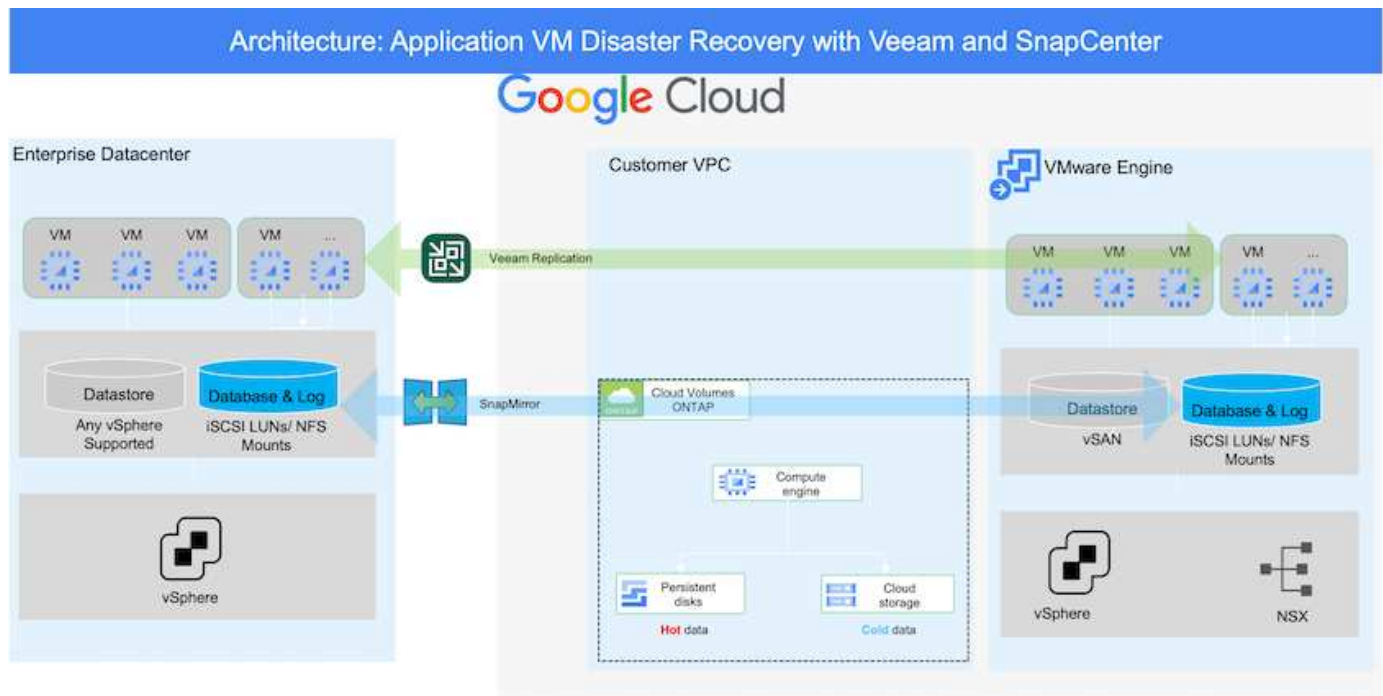 Architecture: Application VM Disaster Recovery with Veeam and SnapCenter
Google Cloud
Enterprise Datacenter
VM
VM
VM
VM
...
Datastore
Any vSphere
Supported
Database & Log
iSCSI LUNs/ NFS
Mounts
vSphere
Veeam Replication
SnapMirror
Customer VPC
ONTAP
Cloud Volumes
ONTAP
Compute
engine
Persistent
disks
Hot data
Cloud
storage
Cold data
VMware Engine
VM
VM
VM
VM
...
Datastore
vSAN
Database & Log
iSCSI LUNs/ NFS
Mounts
vSphere
NSX